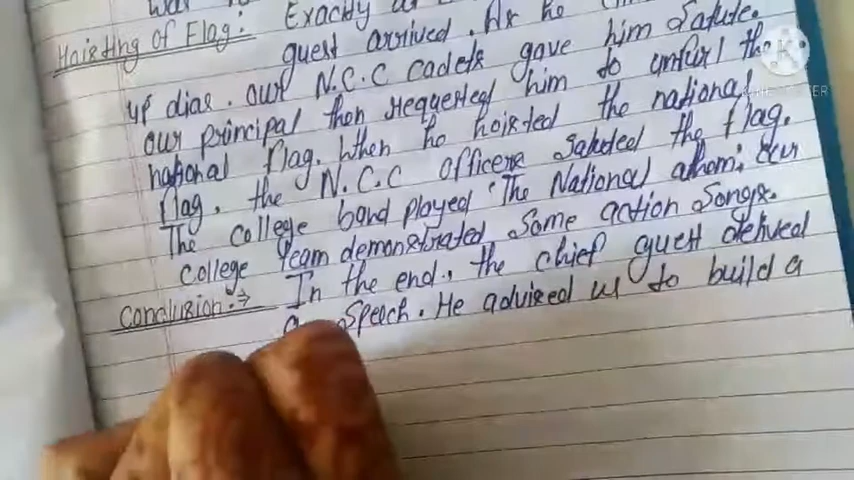 Hoisting of Flag: Exactly
guest arrived. As he
up dias. our N.C.C cadets gave him Salute.
our principal then requested him to unfurl the
national flag. When he hoisted the national
flag. the N.C.C officers saluted the flag.
The college band played 'The National athem; our
college team demonstrated some action songs.
Conclusion:→ In the end, the chief guest delived
a speech. He advised us to build a